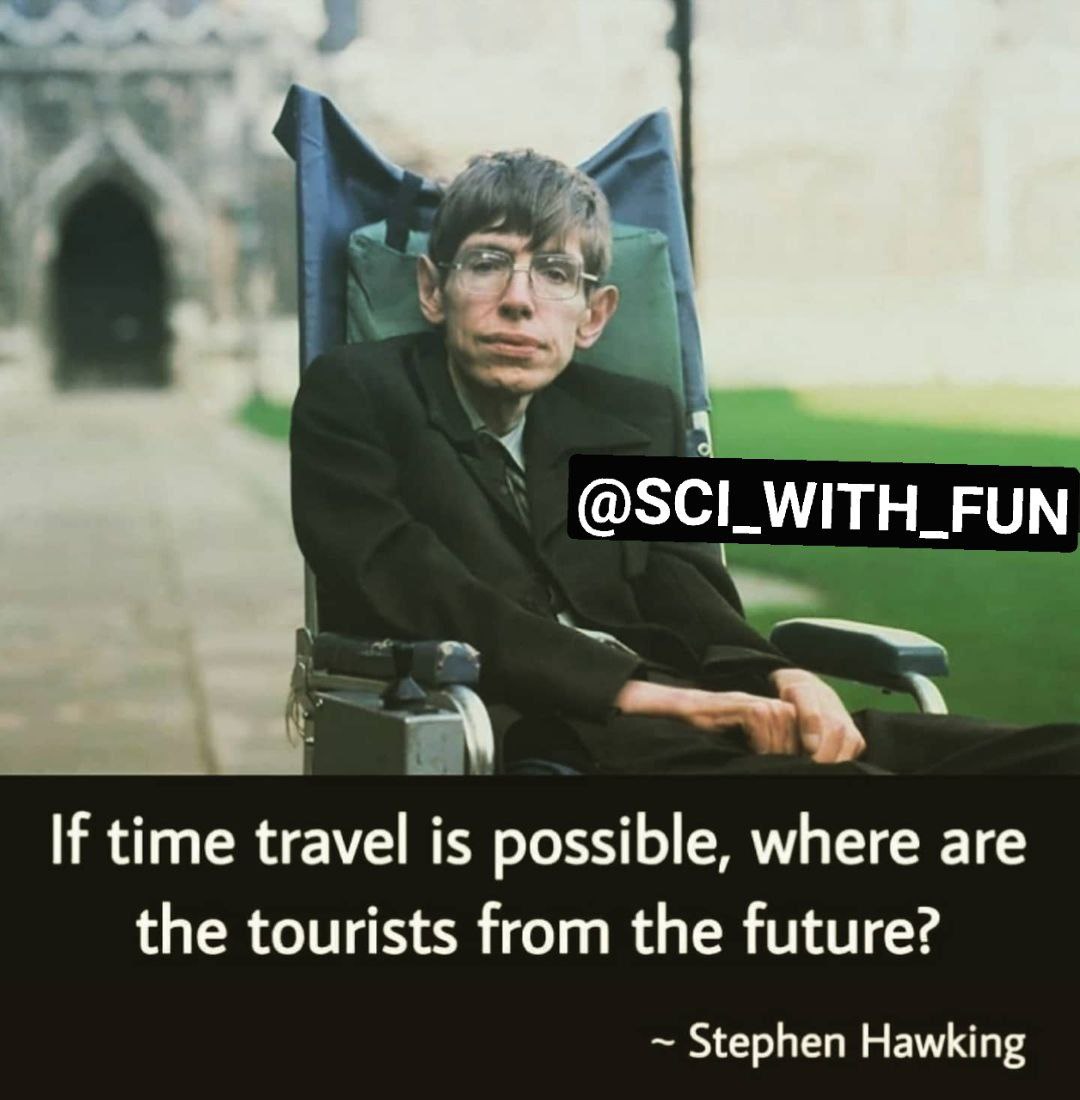 @SCI_WITH_FUN
If time travel is possible, where are
the tourists from the future?
~ Stephen Hawking